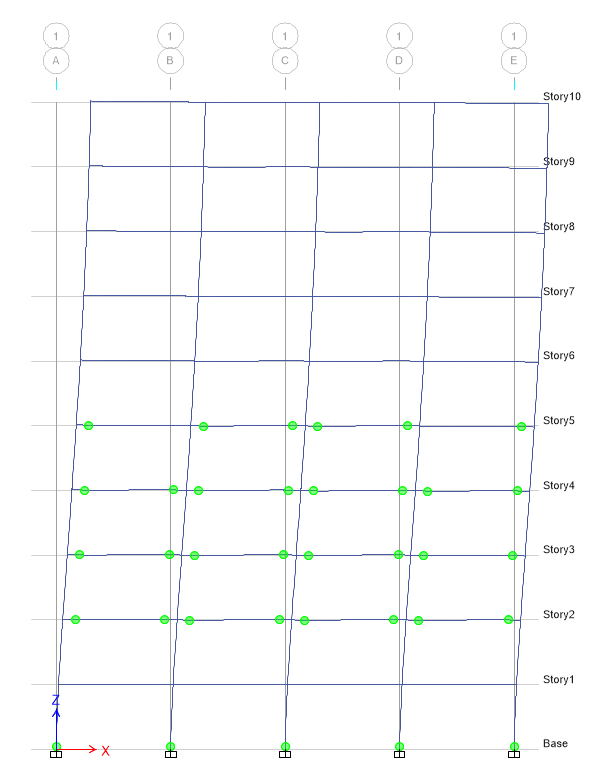 1 1 1 1 1
A B C D E
Story10
Story9
Story8
Story7
Story6
Story5
Story4
Story3
Story2
Story1
Z
Base
X